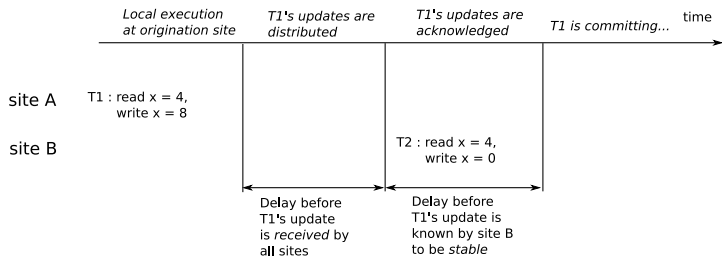 Local execution
at origination site
T1's updates are
distributed
T1's updates are
acknowledged
T1 is committing...
time
site A
T1 : read x = 4,
write x = 8
site B
T2 : read x = 4,
write x = 0
Delay before
T1's update
is received by
all sites
Delay before
T1's update is
known by site B
to be stable